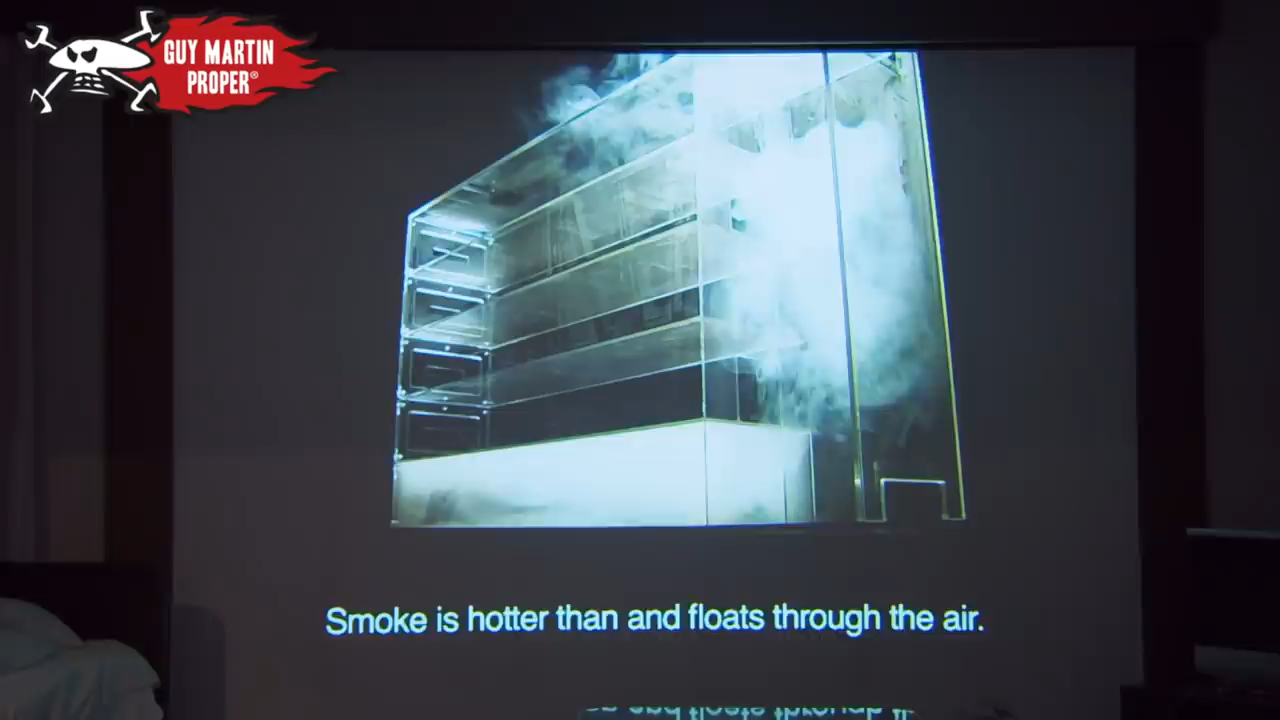 GUY MARTIN
PROPER®
Smoke is hotter than and floats through the air.